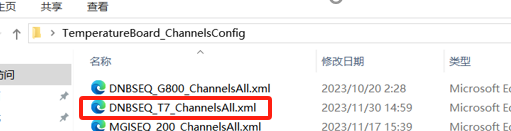 共享
查看
TemperatureBoard_ChannelsConfig
名称
修改日期
类型
访问
DNBSEQ_G800_ChannelsAll.xml
2023/10/20 2:28
Microsoft Ed
DNBSEQ_T7_ChannelsAll.xml
2023/11/30 14:59
Microsoft Ed
MGISEQ_200_ChannelsAll.xml
2023/11/17 15:39
Microsoft Ed